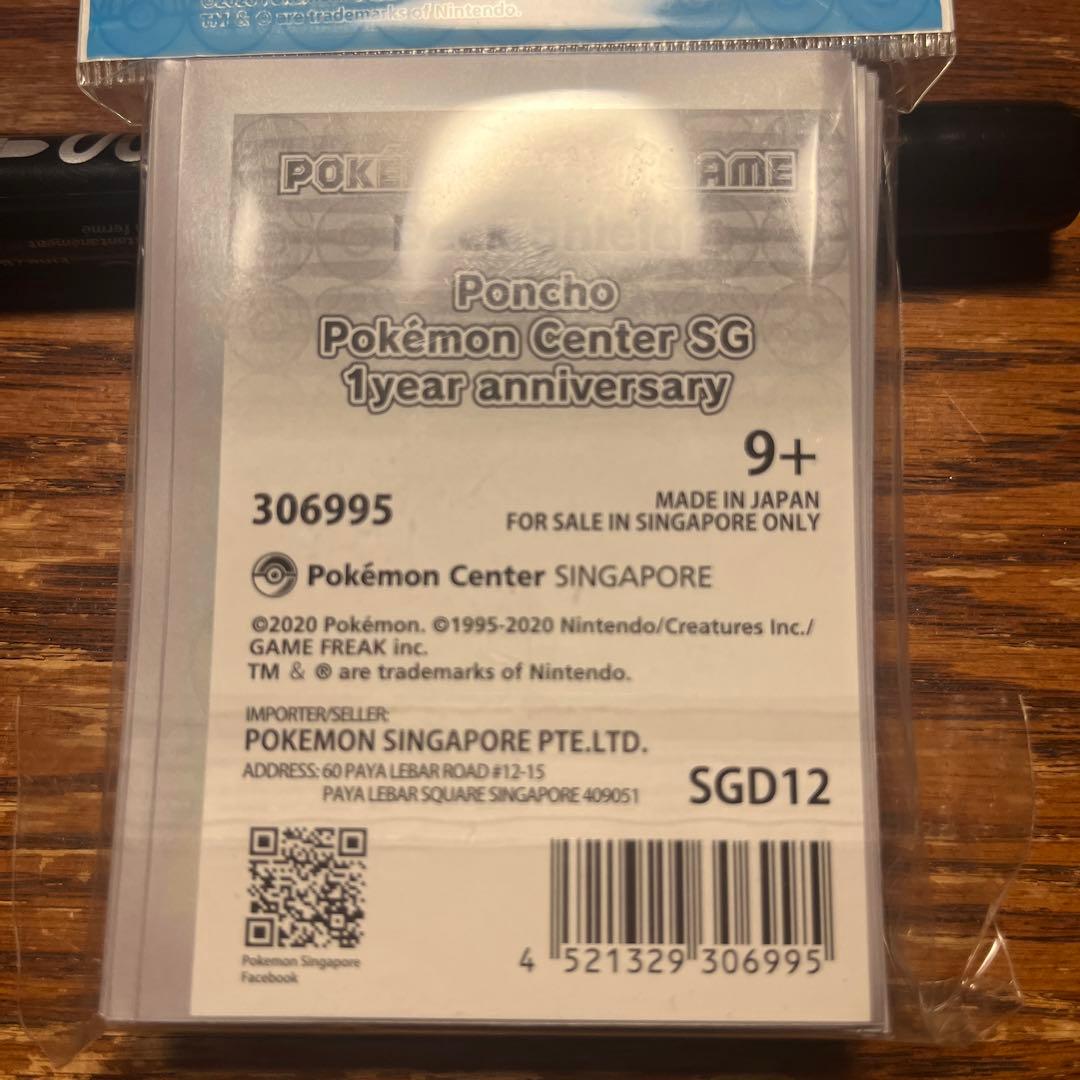 TM & ® are trademarks of Nintendo.
POKÉ AME
Poncho
Pokémon Center SG
1year anniversary
9+
306995
MADE IN JAPAN
FOR SALE IN SINGAPORE ONLY
Pokémon Center SINGAPORE
©2020 Pokémon. ©1995-2020 Nintendo/Creatures Inc./
GAME FREAK inc.
TM & ® are trademarks of Nintendo.
IMPORTER/SELLER:
POKEMON SINGAPORE PTE.LTD.
ADDRESS: 60 PAYA LEBAR ROAD #12-15
PAYA LEBAR SQUARE SINGAPORE 409051
SGD12
Pokemon Singapore
Facebook
4 521329 306995